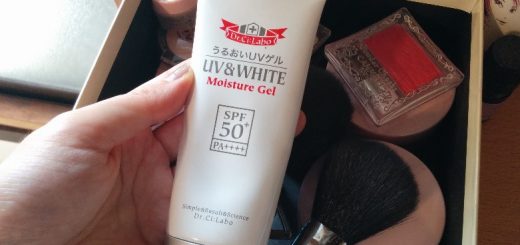 Dr.Ci:Labo
うるおいUVゲル
UV&WHITE
Moisture Gel
SPF
50+
PA++++
Simple&Result&Science
Dr.Ci:Labo